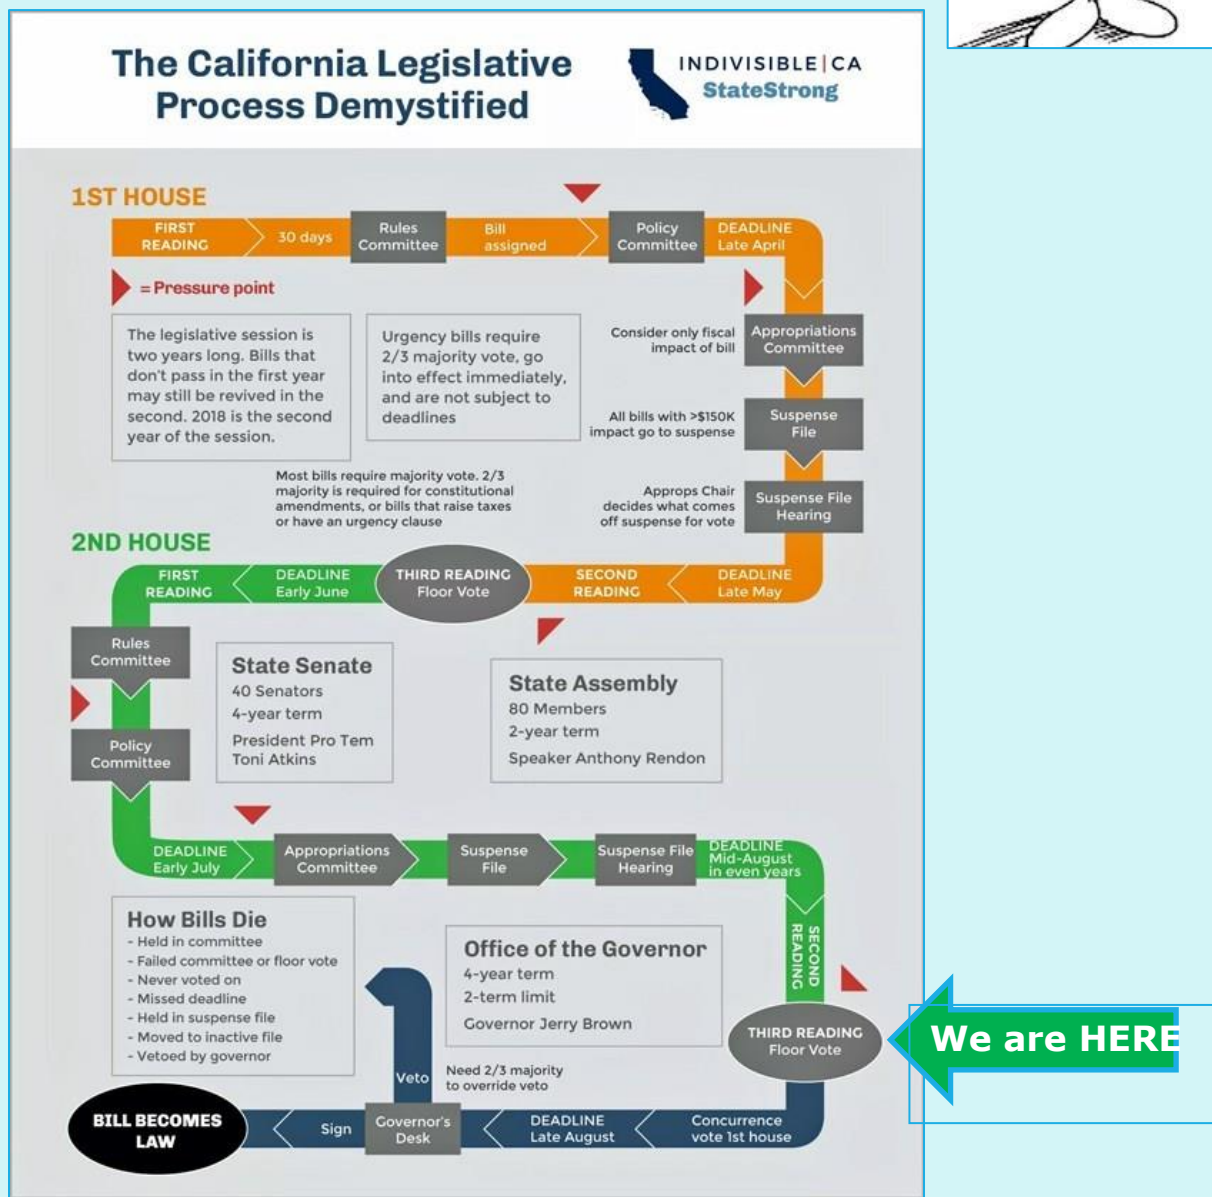 The California Legislative
Process Demystified
INDIVISIBLE|CA
StateStrong
1ST HOUSE
FIRST
READING
30 days
Rules
Committee
Bill
assigned
Policy
Committee
DEADLINE
Late April
= Pressure point
The legislative session is
two years long. Bills that
don't pass in the first year
may still be revived in the
second. 2018 is the second
year of the session.
Urgency bills require
2/3 majority vote, go
into effect immediately,
and are not subject to
deadlines
Consider only fiscal
impact of bill
Appropriations
Committee
All bills with >$150K
impact go to suspense
Suspense
File
Most bills require majority vote. 2/3
majority is required for constitutional
amendments, or bills that raise taxes
or have an urgency clause
Approps Chair
decides what comes
off suspense for vote
Suspense File
Hearing
2ND HOUSE
FIRST
READING
DEADLINE
Early June
THIRD READING
Floor Vote
SECOND
READING
DEADLINE
Late May
Rules
Committee
Policy
Committee
State Senate
40 Senators
4-year term
President Pro Tem
Toni Atkins
State Assembly
80 Members
2-year term
Speaker Anthony Rendon
DEADLINE
Early July
Appropriations
Committee
Suspense
File
Suspense File
Hearing
DEADLINE
Mid-August
in even years
SECOND
READING
How Bills Die
- Held in committee
- Failed committee or floor vote
- Never voted on
- Missed deadline
- Held in suspense file
- Moved to inactive file
- Vetoed by governor
Office of the Governor
4-year term
2-term limit
Governor Jerry Brown
THIRD READING
Floor Vote
We are HERE
Veto
Need 2/3 majority
to override veto
BILL BECOMES
LAW
Sign
Governor's
Desk
DEADLINE
Late August
Concurrence
vote 1st house